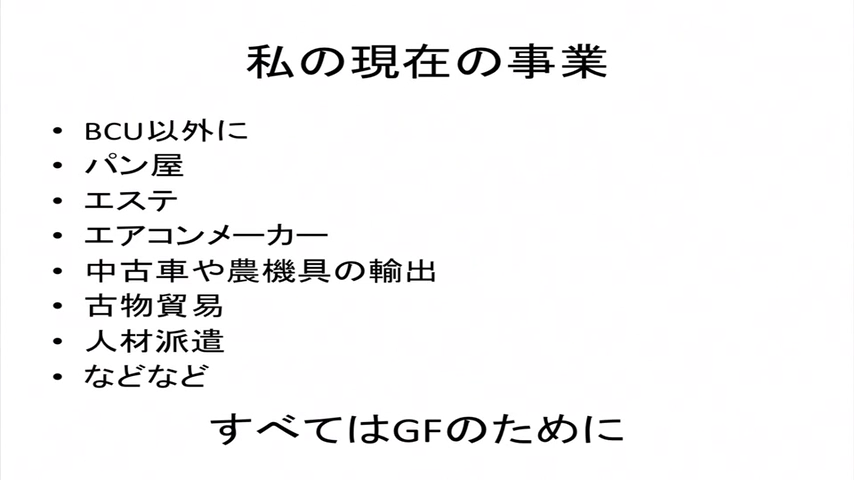 私の現在の事業
• BCU以外に
• パン屋
• エステ
• エアコンメーカー
• 中古車や農機具の輸出
• 古物貿易
• 人材派遣
• などなど
すべてはGFのために